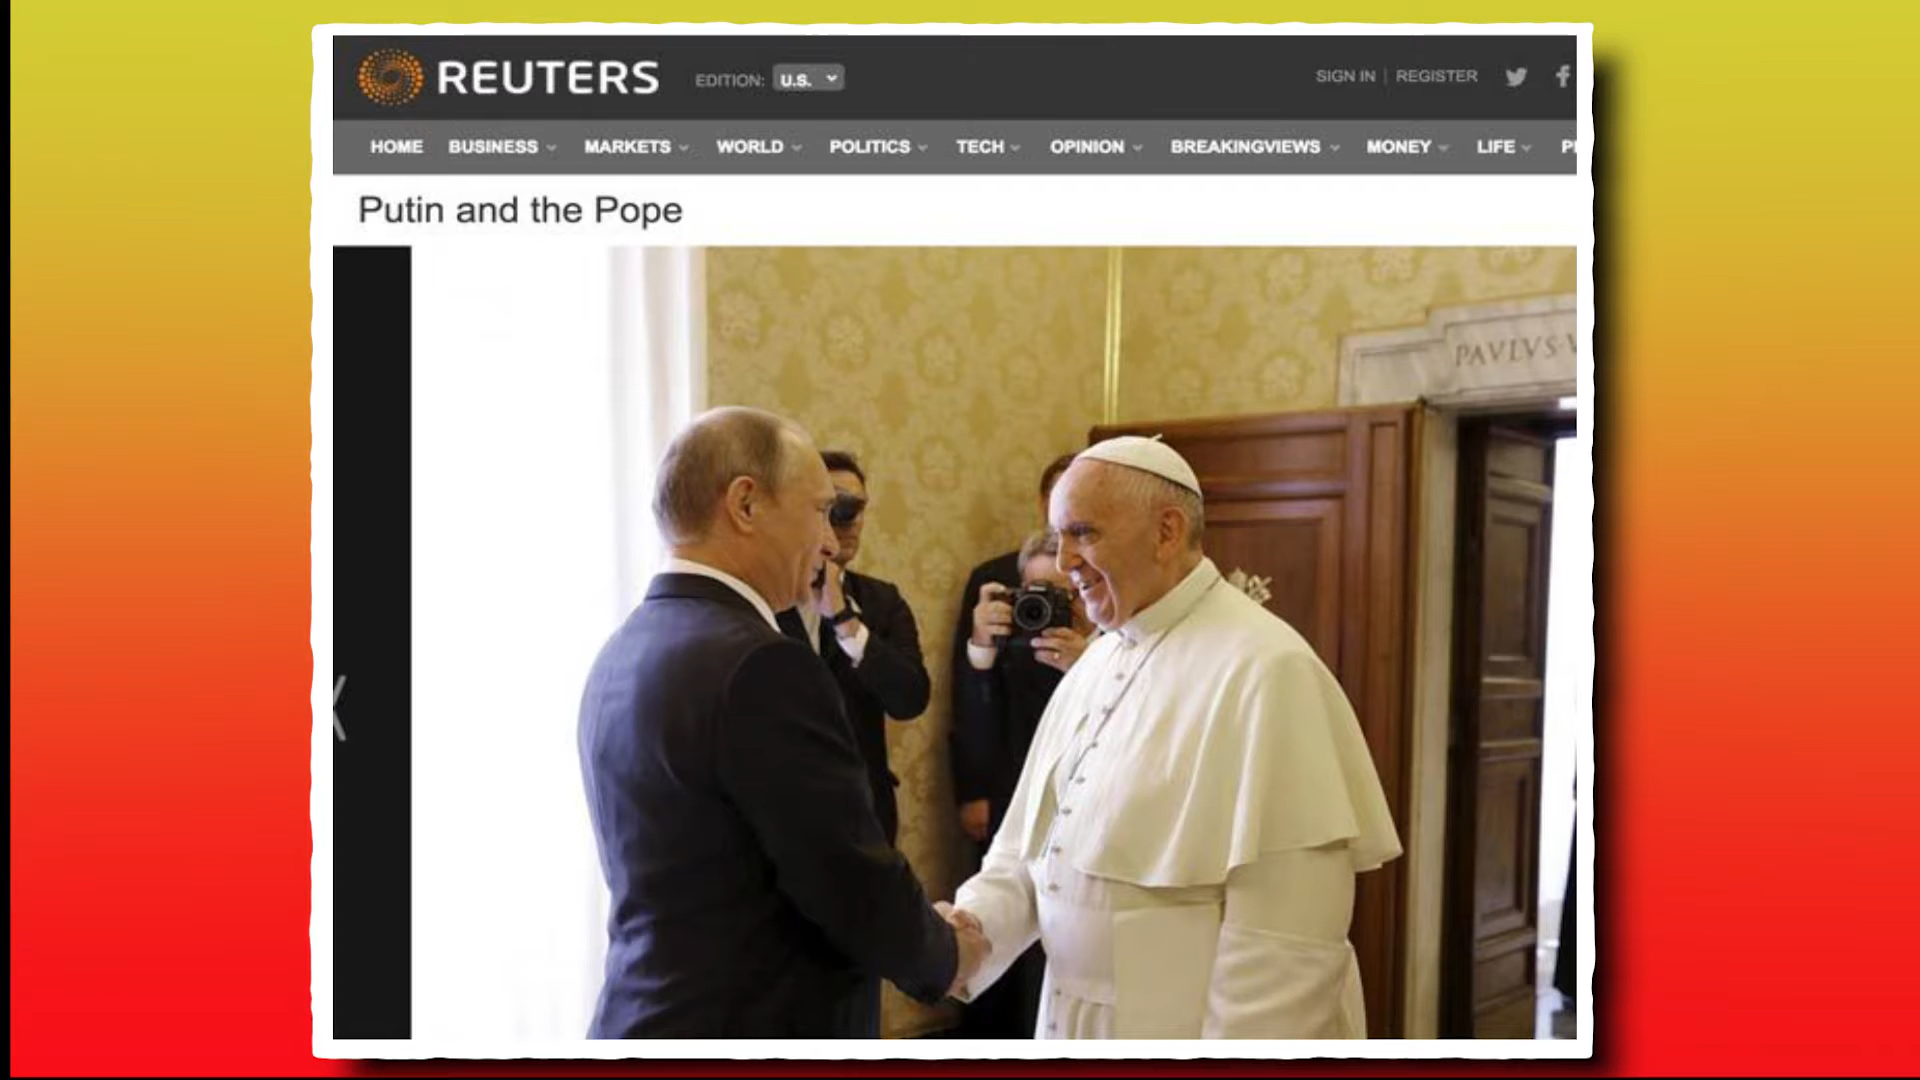 REUTERS EDITION: U.S. SIGN IN | REGISTER
HOME BUSINESS MARKETS WORLD POLITICS TECH OPINION BREAKINGVIEWS MONEY LIFE
Putin and the Pope
PAVLVS V